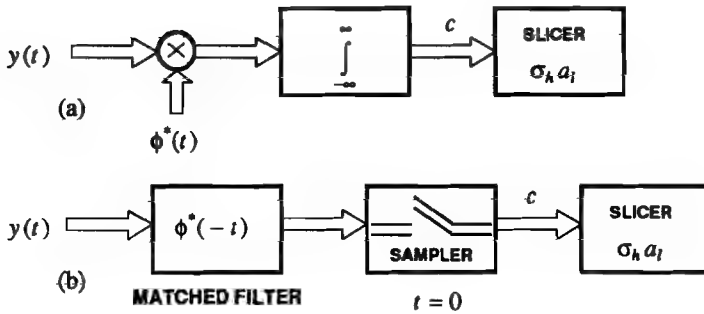 c
SLICER
∞
y(t)
∫
σ_h a_l
−∞
(a)
ϕ*(t)
c
y(t)
ϕ*(−t)
SLICER
SAMPLER
σ_h a_l
(b)
MATCHED FILTER
t = 0